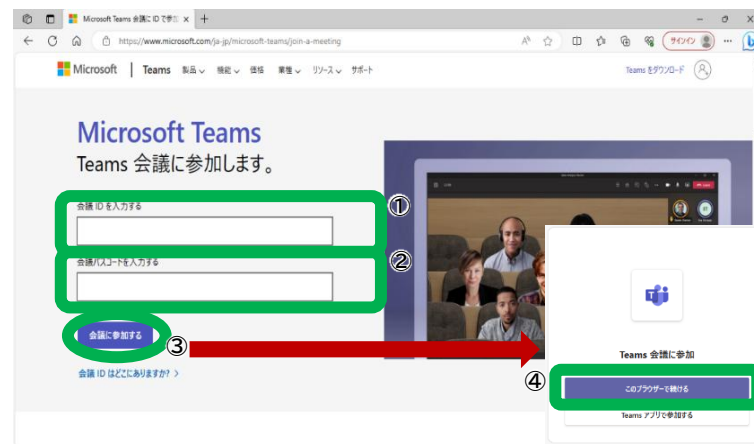 Microsoft Teams 会議に ID で参
https://www.microsoft.com/ja-jp/microsoft-teams/join-a-meeting
サインイン
Microsoft | Teams 製品 機能 価格 業種 リソース サポート
Teams をダウンロード
Microsoft Teams
Teams 会議に参加します。
会議 ID を入力する
①
会議パスコードを入力する
②
会議に参加する
③
会議 ID はどこにありますか?
Teams 会議に参加
④
このブラウザーで続ける
Teams アプリで参加する